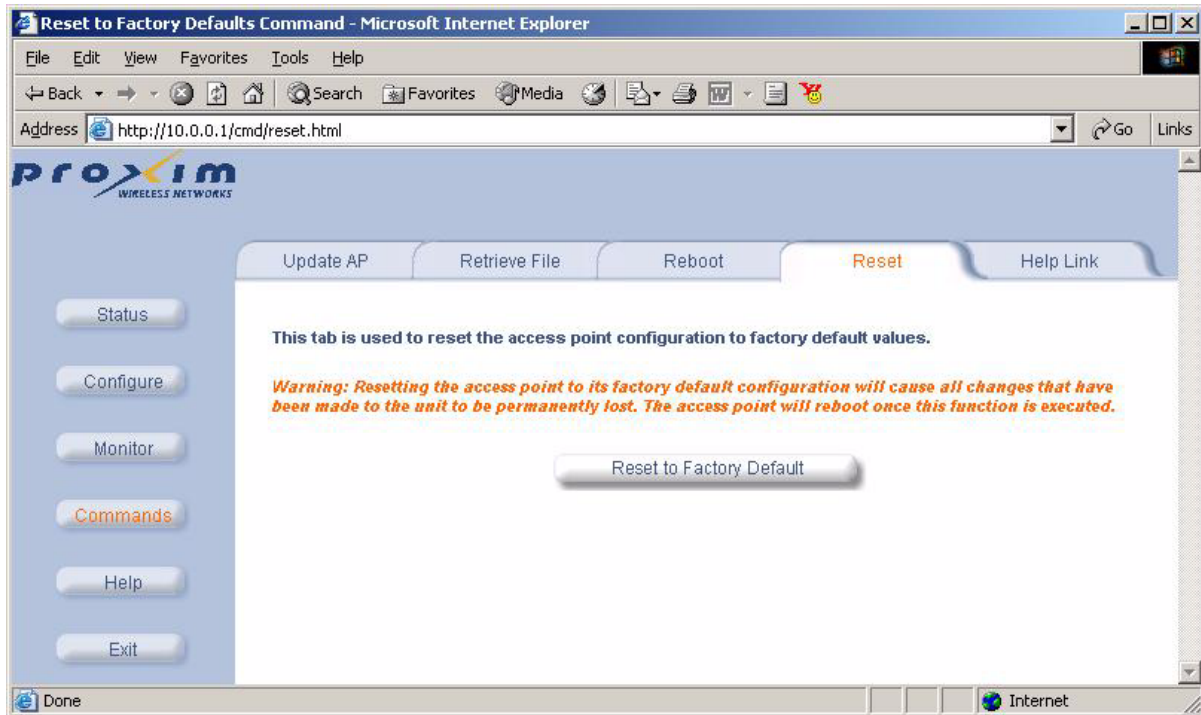 Reset to Factory Defaults Command - Microsoft Internet Explorer
File Edit View Favorites Tools Help
Back Search Favorites Media
Address http://10.0.0.1/cmd/reset.html Go Links
proxim
WIRELESS NETWORKS
Update AP Retrieve File Reboot Reset Help Link
Status
This tab is used to reset the access point configuration to factory default values.
Configure
Warning: Resetting the access point to its factory default configuration will cause all changes that have
been made to the unit to be permanently lost. The access point will reboot once this function is executed.
Monitor
Reset to Factory Default
Commands
Help
Exit
Done Internet